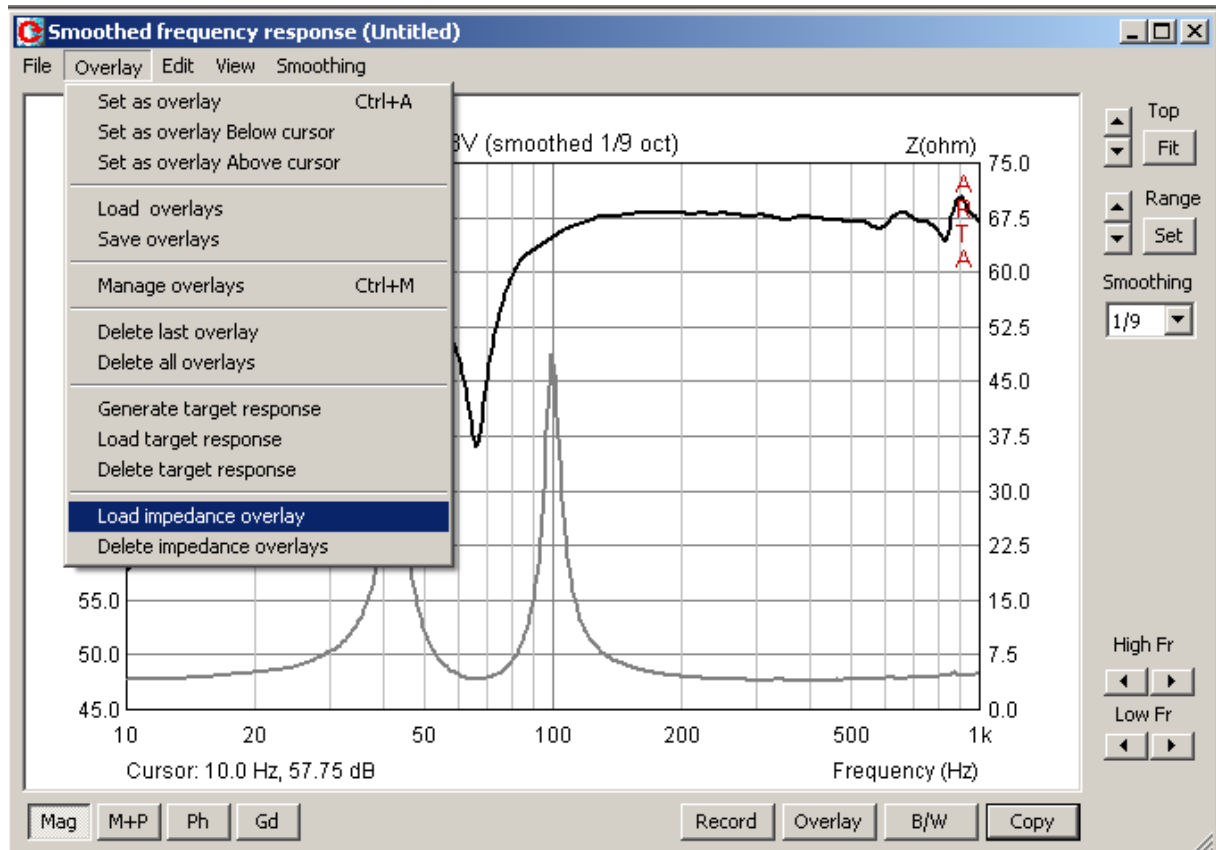 Smoothed frequency response (Untitled)
File Overlay Edit View Smoothing
Set as overlay Ctrl+A
Set as overlay Below cursor
Set as overlay Above cursor
Load overlays
Save overlays
Manage overlays Ctrl+M
Delete last overlay
Delete all overlays
Generate target response
Load target response
Delete target response
Load impedance overlay
Delete impedance overlays
(smoothed 1/9 oct)
Z(ohm)
A
R
T
A
75.0
67.5
60.0
52.5
45.0
37.5
30.0
22.5
15.0
7.5
0.0
55.0
50.0
45.0
10 20 50 100 200 500 1k
Cursor: 10.0 Hz, 57.75 dB
Frequency (Hz)
Top
Fit
Range
Set
Smoothing
1/9
High Fr
Low Fr
Mag M+P Ph Gd Record Overlay B/W Copy